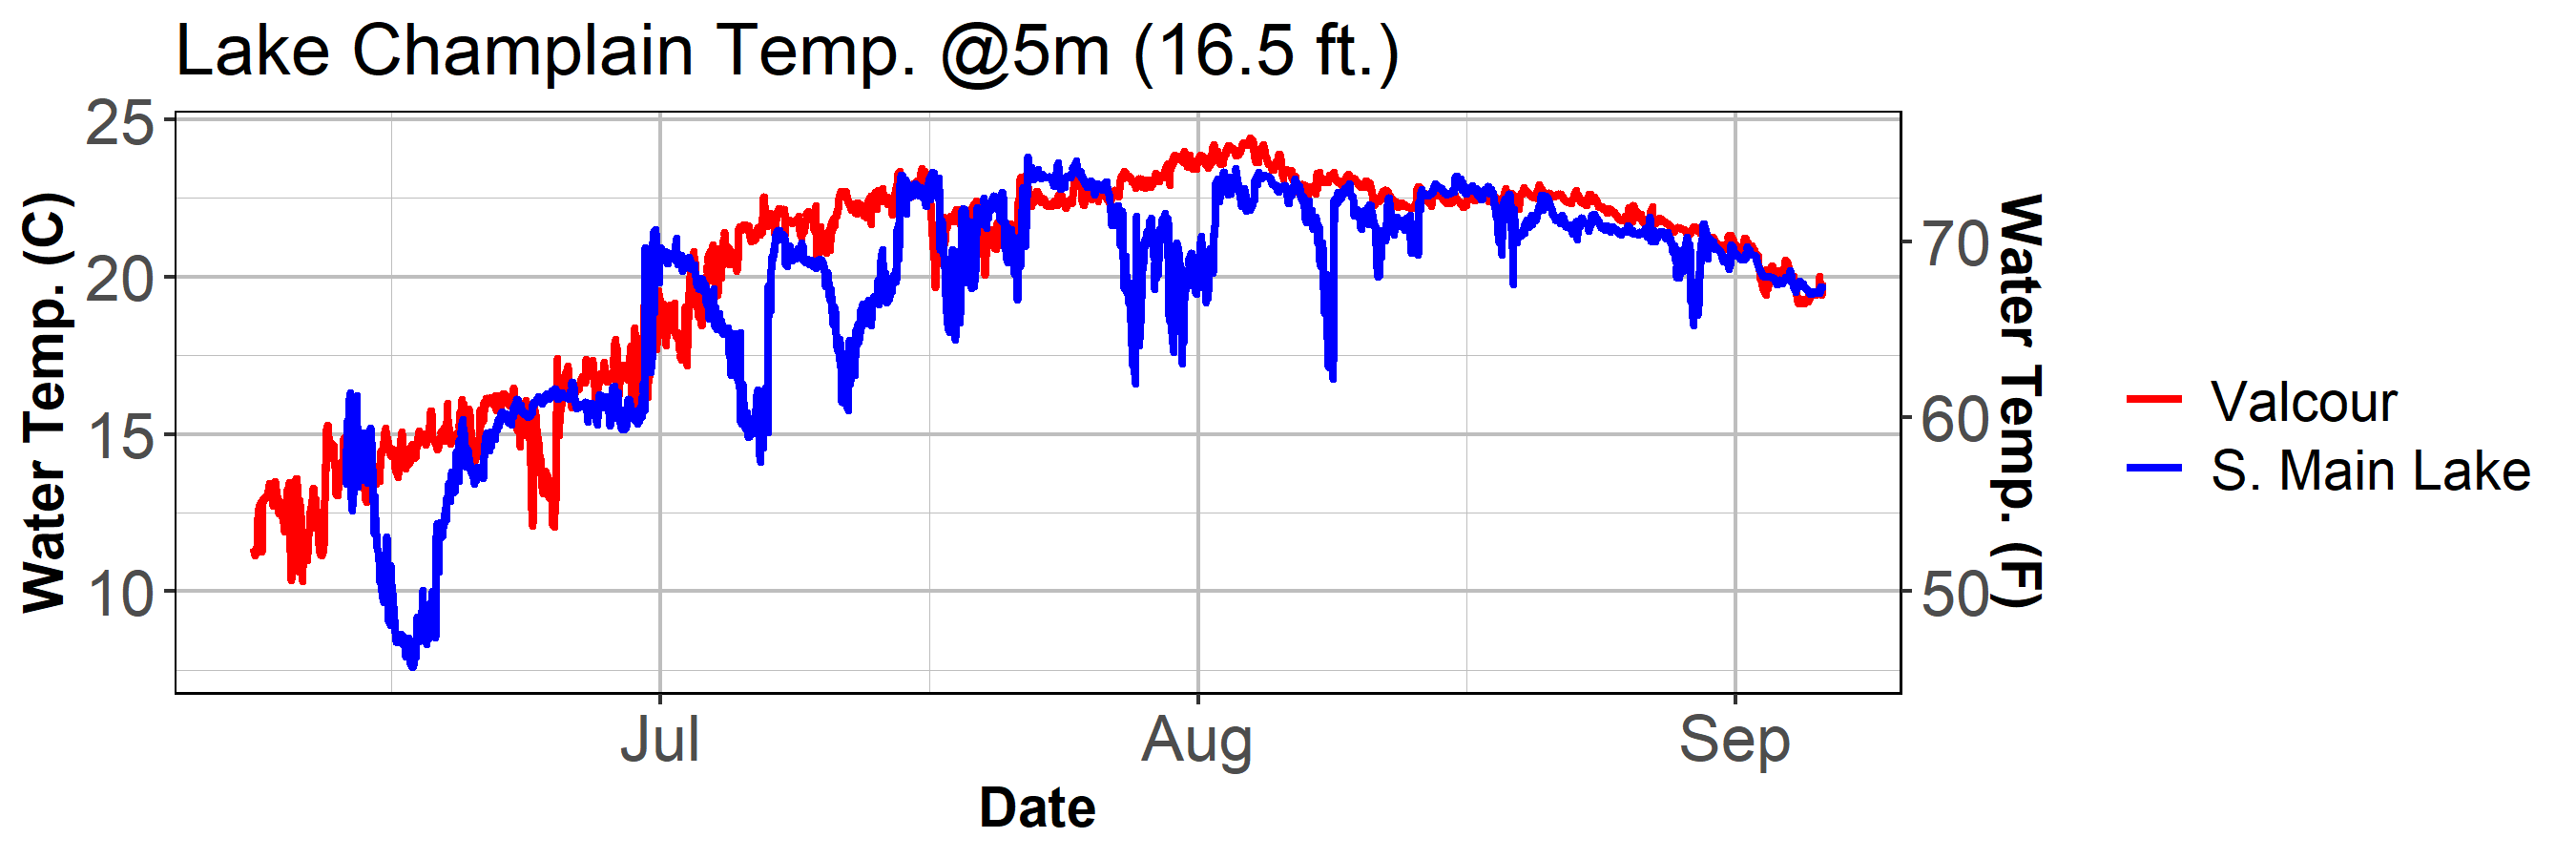 Lake Champlain Temp. @5m (16.5 ft.)
Water Temp. (C)
25
20
15
10
70
60
50
Water Temp. (F)
Jul
Aug
Sep
Date
Valcour
S. Main Lake